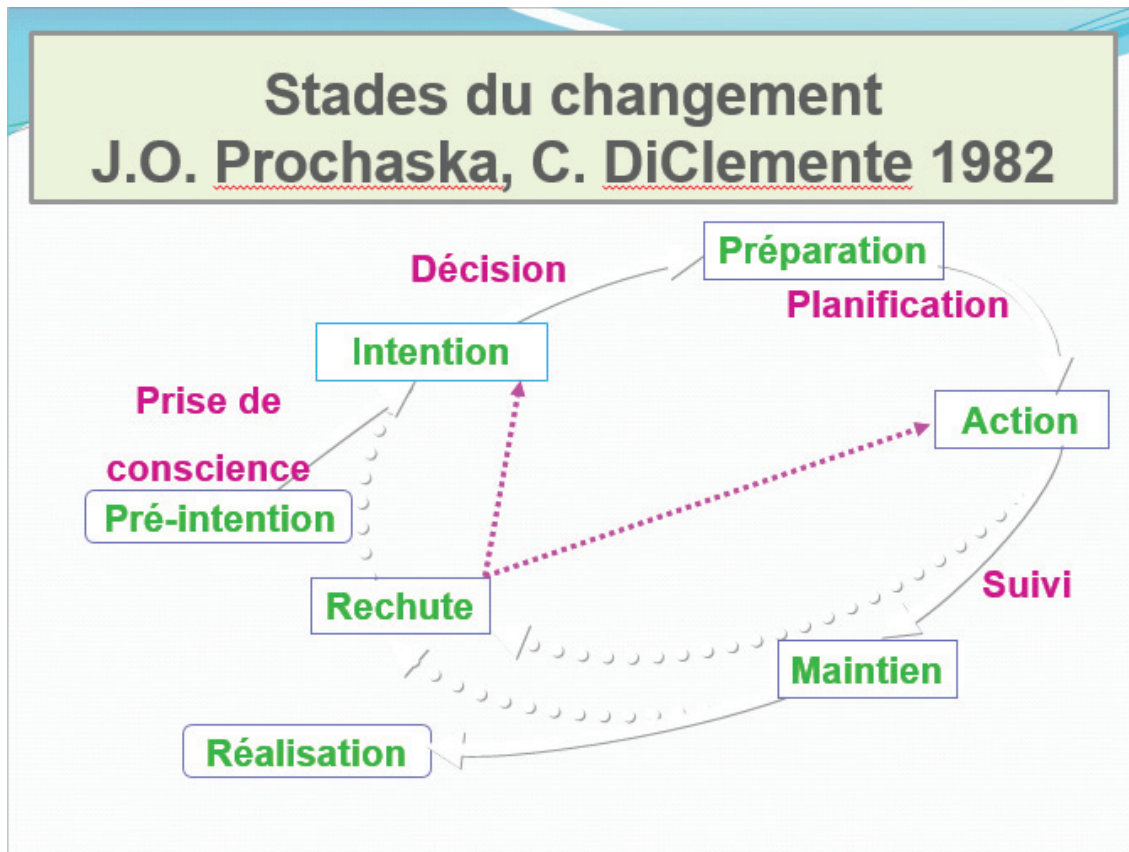 Stades du changement
J.O. Prochaska, C. DiClemente 1982
Préparation
Décision
Planification
Intention
Prise de
conscience
Action
Pré-intention
Suivi
Rechute
Maintien
Réalisation